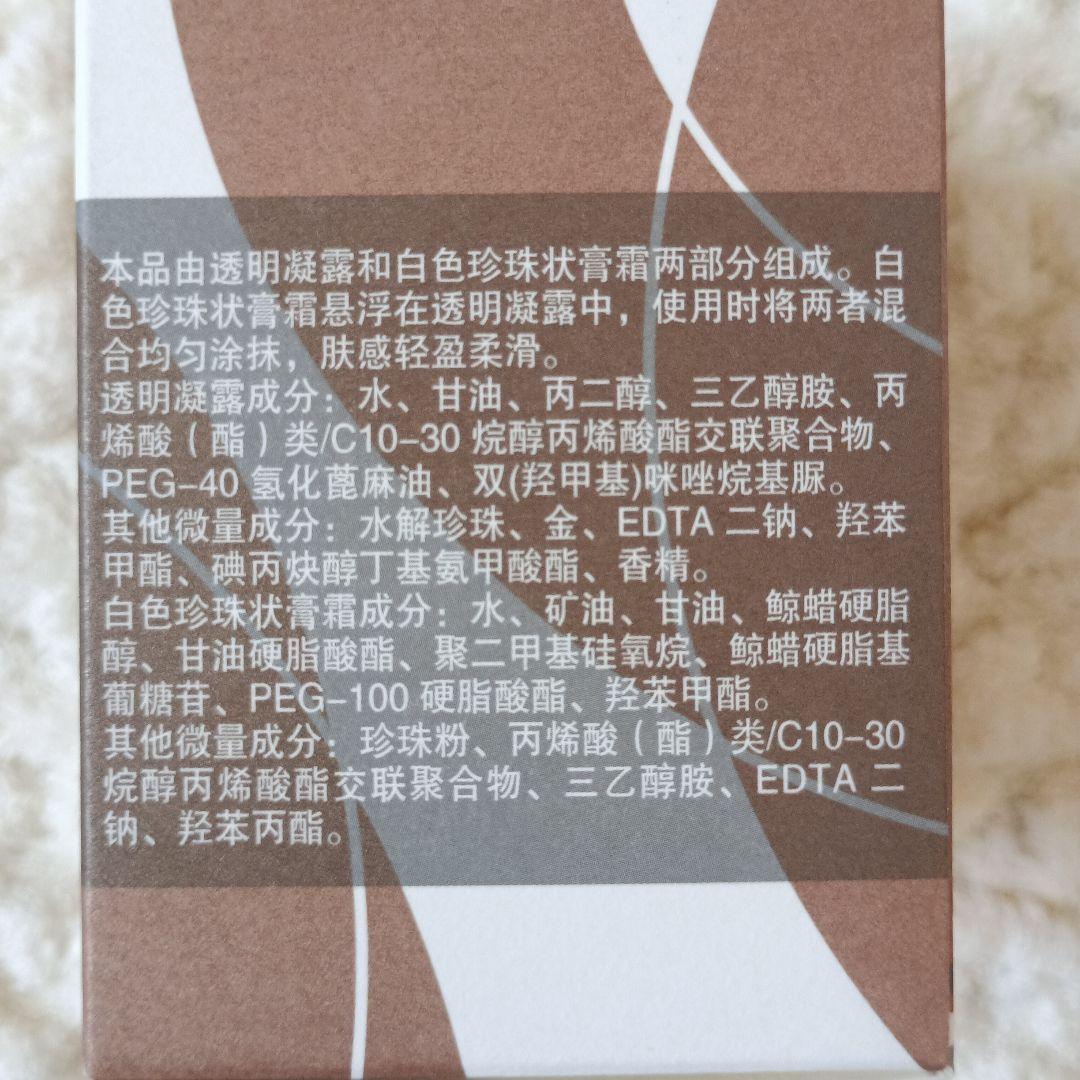 本品由透明凝露和白色珍珠状膏霜两部分组成。白
色珍珠状膏霜悬浮在透明凝露中，使用时将两者混
合均匀涂抹，肤感轻盈柔滑。
透明凝露成分：水、甘油、丙二醇、三乙醇胺、丙
烯酸（酯）类/C10-30 烷醇丙烯酸酯交联聚合物、
PEG-40 氢化蓖麻油、双(羟甲基)咪唑烷基脲。
其他微量成分：水解珍珠、金、EDTA 二钠、羟苯
甲酯、碘丙炔醇丁基氨甲酸酯、香精。
白色珍珠状膏霜成分：水、矿油、甘油、鲸蜡硬脂
醇、甘油硬脂酸酯、聚二甲基硅氧烷、鲸蜡硬脂基
葡糖苷、PEG-100 硬脂酸酯、羟苯甲酯。
其他微量成分：珍珠粉、丙烯酸（酯）类/C10-30
烷醇丙烯酸酯交联聚合物、三乙醇胺、EDTA 二
钠、羟苯丙酯。